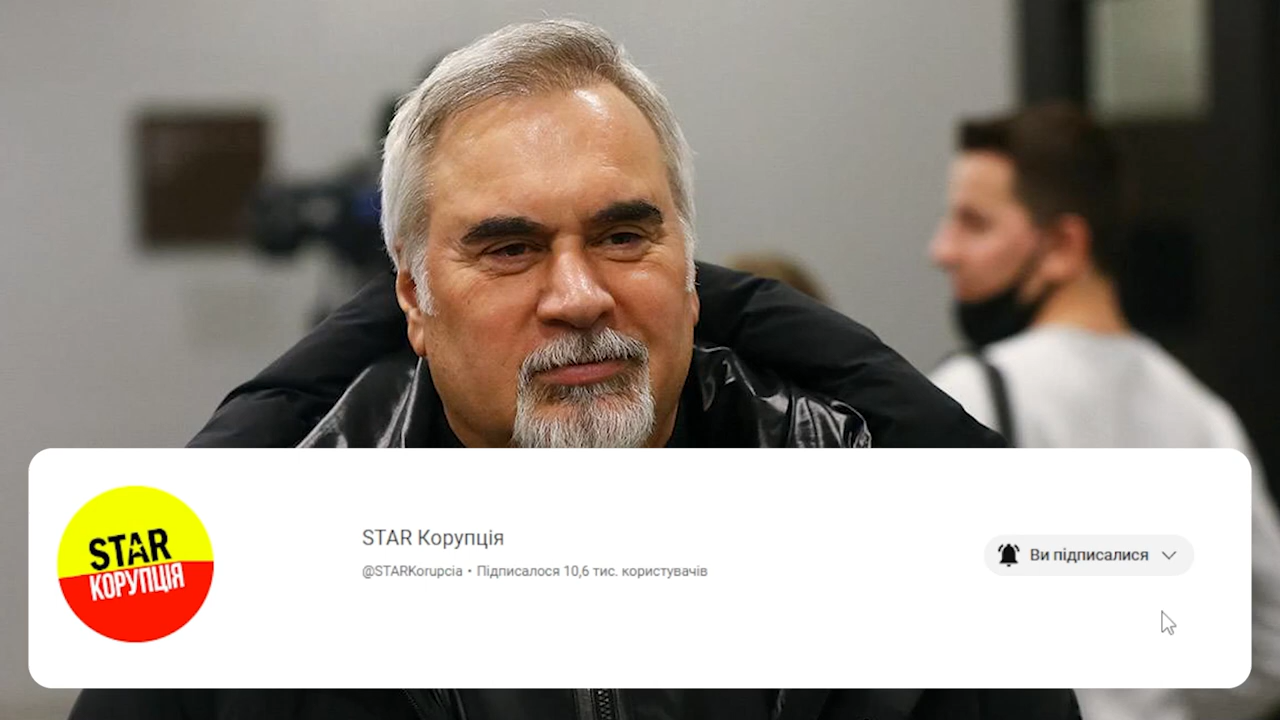 STAR
КОРУПЦІЯ
STAR Корупція
@STARKorupcia • Підписалося 10,6 тис. користувачів
Ви підписалися